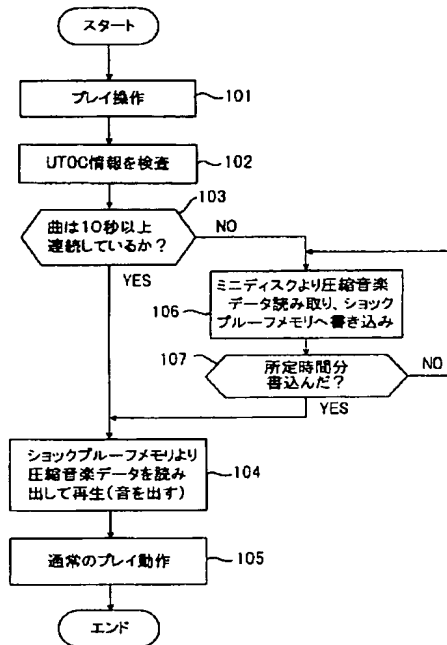 スタート
プレイ操作
101
UTOC情報を検査
102
103
曲は10秒以上
連続しているか?
NO
YES
ミニディスクより圧縮音楽
データ読み取り、ショック
プルーフメモリへ書き込み
106
107
所定時間分
書込んだ?
NO
YES
ショックプルーフメモリより
圧縮音楽データを読み
出して再生(音を出す)
104
通常のプレイ動作
105
エンド